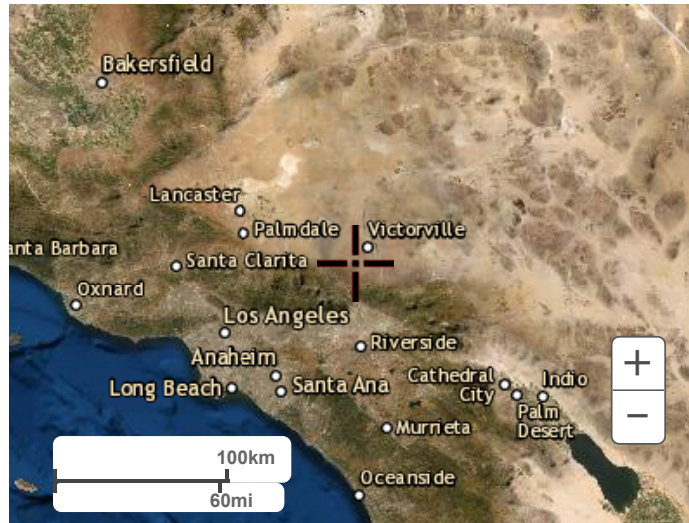 Bakersfield
Lancaster
Palmdale
Victorville
anta Barbara
Santa Clarita
Oxnard
Los Angeles
Riverside
Anaheim
Long Beach
Santa Ana
Cathedral
City
Indio
Palm
Desert
Murrieta
Oceanside
100km
60mi
+
−